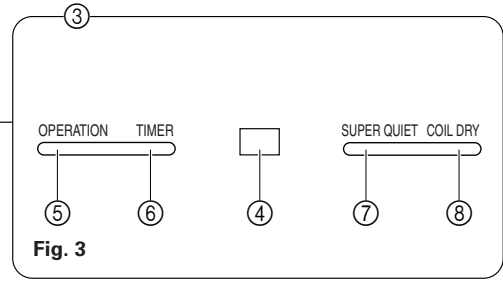 ③
OPERATION TIMER SUPER QUIET COIL DRY
⑤ ⑥ ④ ⑦ ⑧
Fig. 3